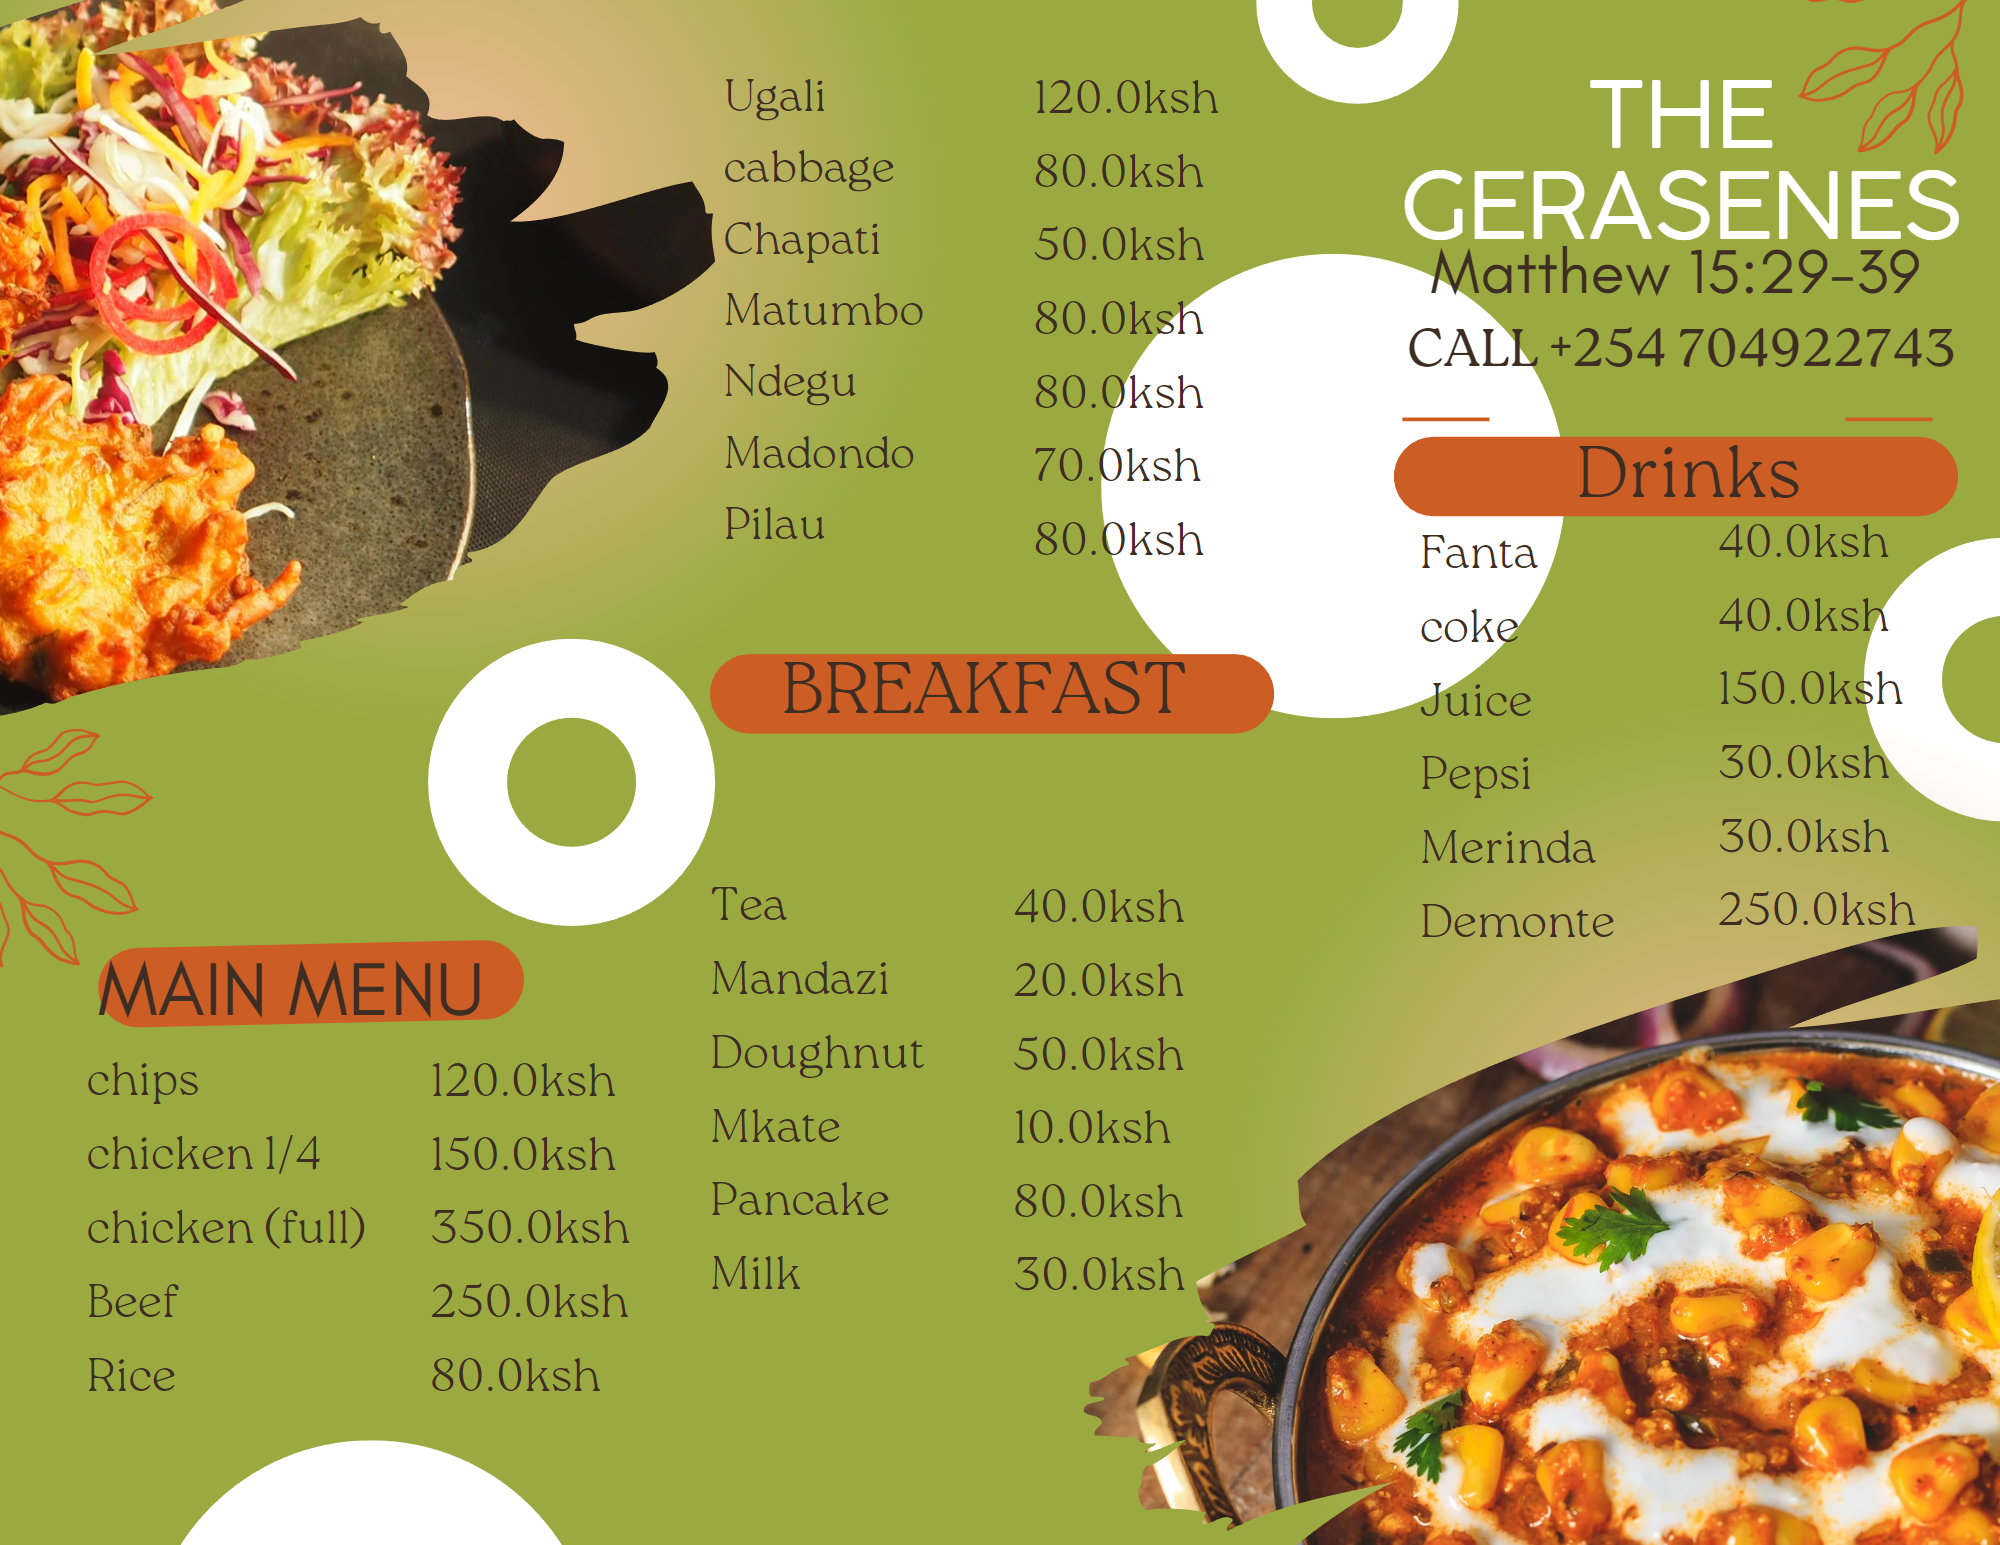 MAIN MENU
chips 120.0ksh
chicken 1/4 150.0ksh
chicken (full) 350.0ksh
Beef 250.0ksh
Rice 80.0ksh
Ugali 120.0ksh
cabbage 80.0ksh
Chapati 50.0ksh
Matumbo 80.0ksh
Ndegu 80.0ksh
Madondo 70.0ksh
Pilau 80.0ksh
BREAKFAST
Tea 40.0ksh
Mandazi 20.0ksh
Doughnut 50.0ksh
Mkate 10.0ksh
Pancake 80.0ksh
Milk 30.0ksh
THE
GERASENES
Matthew 15:29-39
CALL +254 704922743
Drinks
Fanta 40.0ksh
coke 40.0ksh
Juice 150.0ksh
Pepsi 30.0ksh
Merinda 30.0ksh
Demonte 250.0ksh